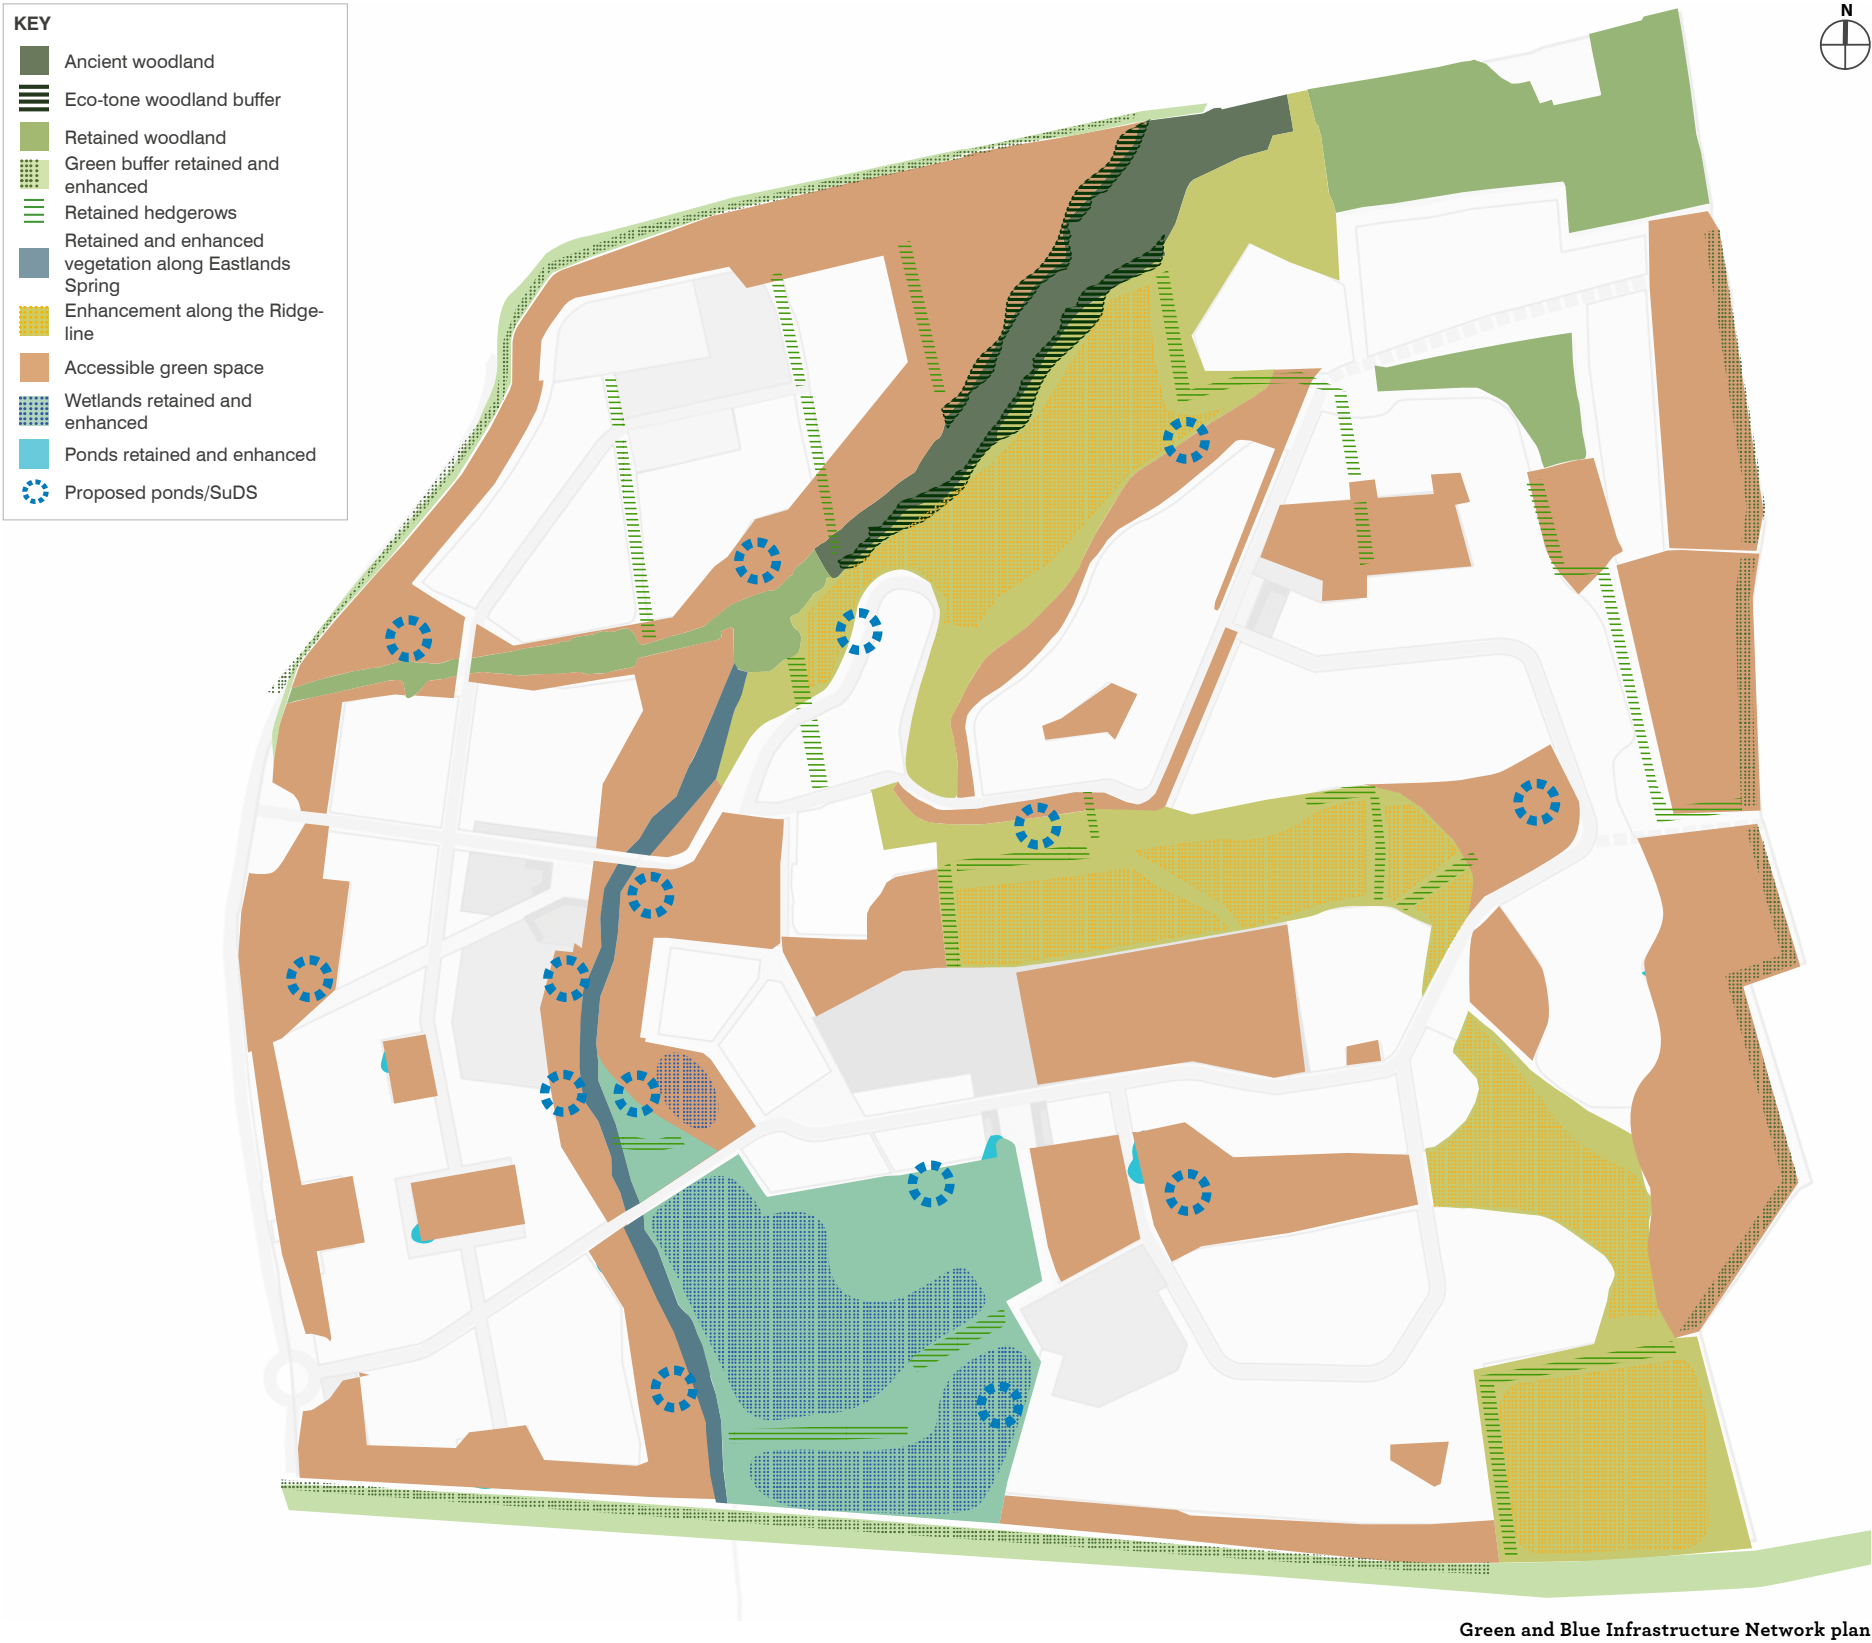 KEY
Ancient woodland
Eco-tone woodland buffer
Retained woodland
Green buffer retained and
enhanced
Retained hedgerows
Retained and enhanced
vegetation along Eastlands
Spring
Enhancement along the Ridge-
line
Accessible green space
Wetlands retained and
enhanced
Ponds retained and enhanced
Proposed ponds/SuDS
N
Green and Blue Infrastructure Network plan